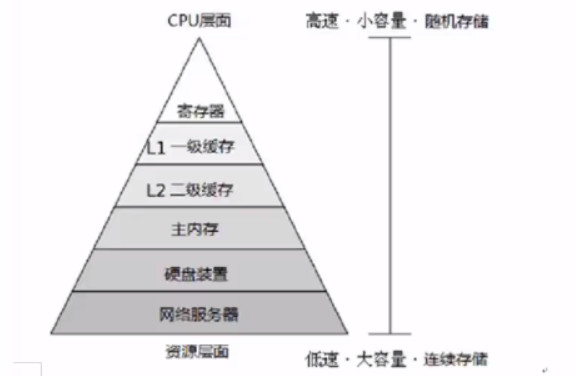 CPU层面
高速·小容量·随机存储
寄存器
L1 一级缓存
L2 二级缓存
主内存
硬盘装置
网络服务器
资源层面
低速·大容量·连续存储